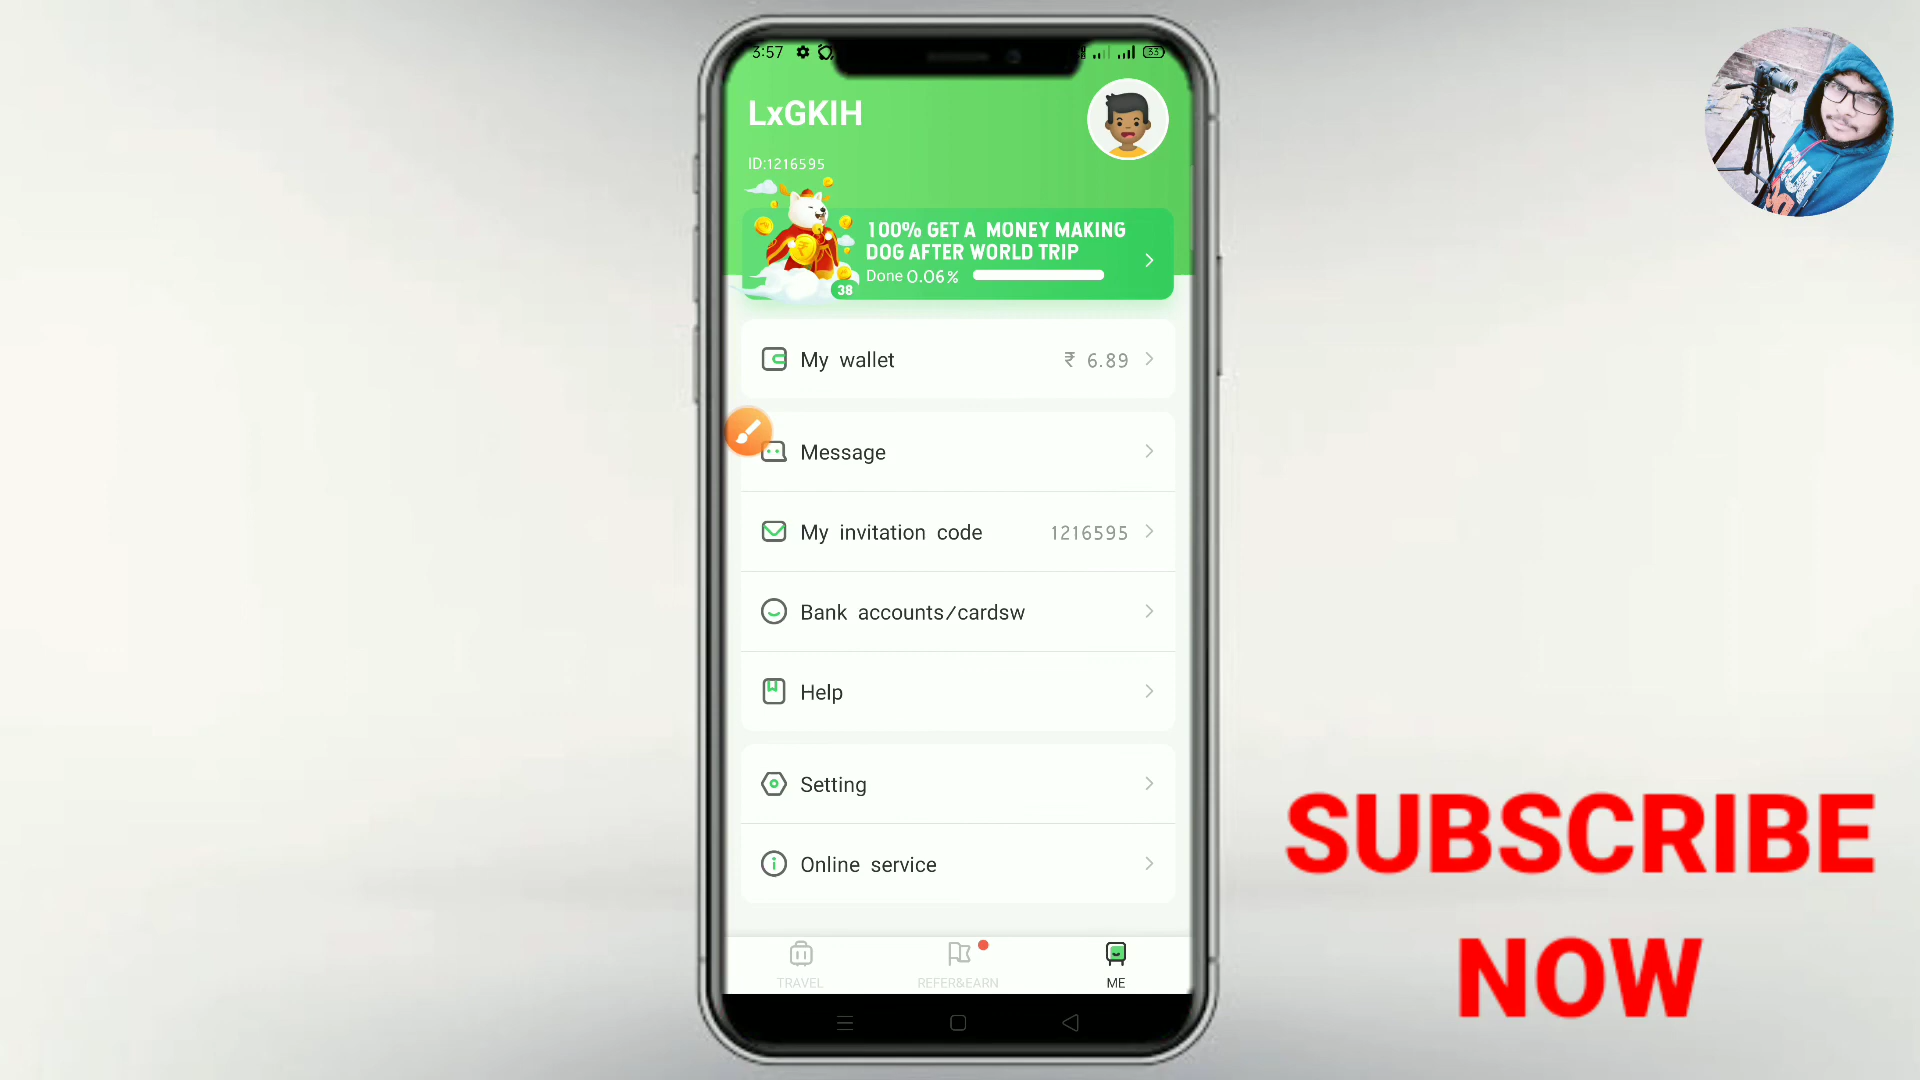 3:57
33
LxGKIH
ID:1216595
100% GET A MONEY MAKING
DOG AFTER WORLD TRIP
Done 0.06%
38
My wallet ₹ 6.89
Message
My invitation code 1216595
Bank accounts/cardsw
Help
Setting
Online service
TRAVEL REFER&EARN ME
SUBSCRIBE
NOW